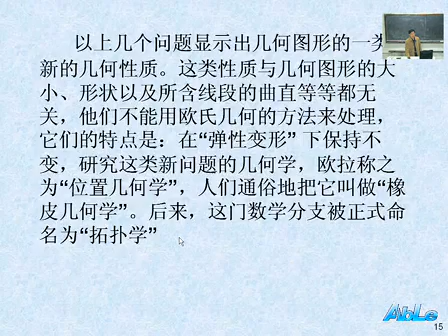 以上几个问题显示出几何图形的一类
新的几何性质。这类性质与几何图形的大
小、形状以及所含线段的曲直等等都无
关，他们不能用欧氏几何的方法来处理，
它们的特点是：在“弹性变形” 下保持不
变，研究这类新问题的几何学，欧拉称之
为“位置几何学”，人们通俗地把它叫做“橡
皮几何学”。后来，这门数学分支被正式命
名为“拓扑学”
AbLe
15